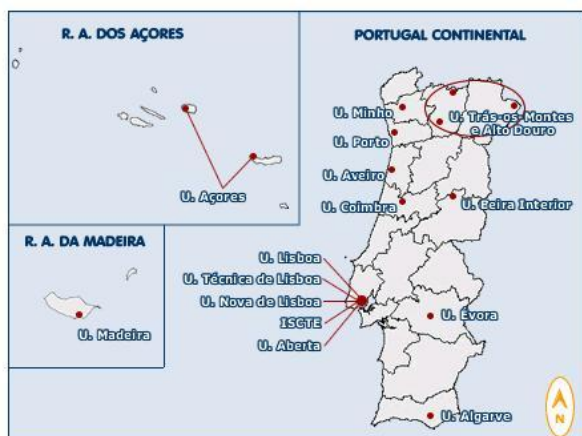 R. A. DOS AÇORES
U. Açores
R. A. DA MADEIRA
U. Madeira
PORTUGAL CONTINENTAL
U. Minho
U. Trás-os-Montes
e Alto Douro
U. Porto
U. Aveiro
U. Coimbra
U. Beira Interior
U. Lisboa
U. Técnica de Lisboa
U. Nova de Lisboa
ISCTE
U. Aberta
U. Évora
U. Algarve
N